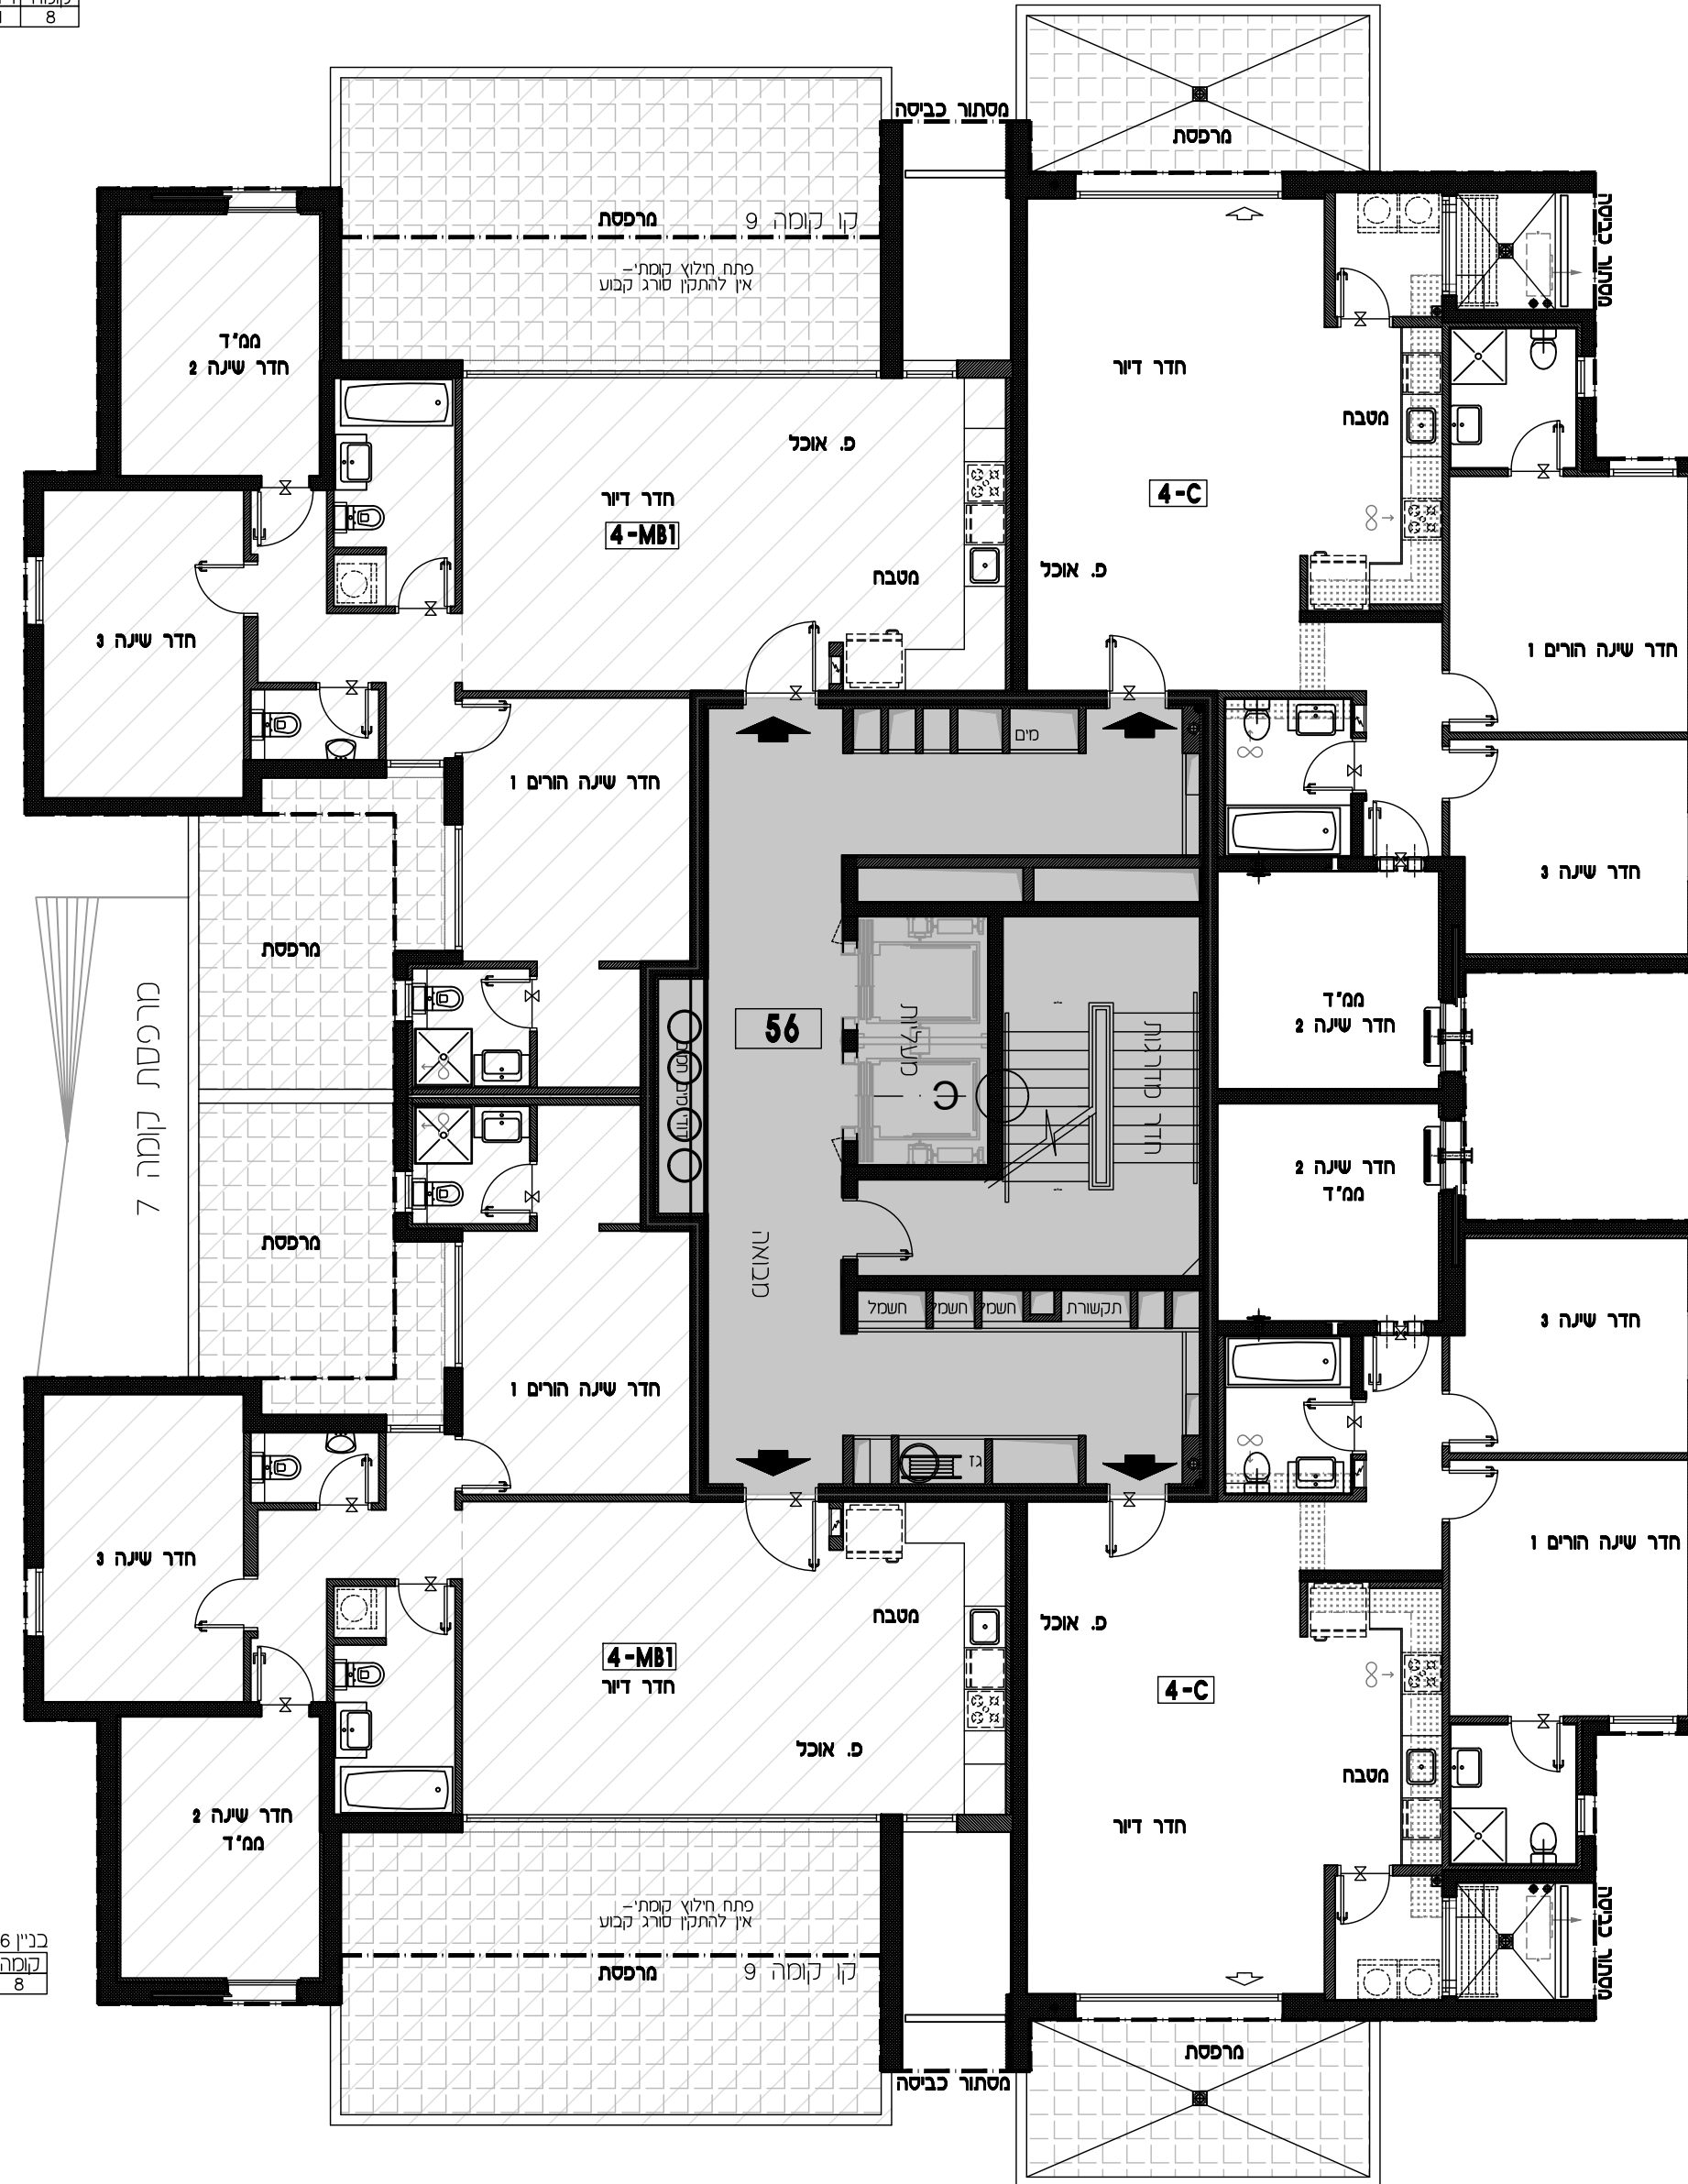 קומה
8
מסתור כביסה
מרפסת
מרפסת
קו קומה 9
פתח חילוץ קומתי-
אין להתקין סורג קבוע
מסתור כביסה
ממ"ד
חדר שינה 2
חדר דיור
פ. אוכל
מטבח
חדר דיור
4-MB1
4-C
מטבח
פ. אוכל
חדר שינה 3
חדר שינה הורים 1
מים
חדר שינה הורים 1
חדר שינה 3
מרפסת
מרפסת קומה 7
56
מעליות
חדר מדרגות
C
ממ"ד
חדר שינה 2
חדר שינה 2
ממ"ד
מרפסת
מבואה
חשמל
חשמל
חשמל
תקשורת
חדר שינה 3
חדר שינה הורים 1
גז
חדר שינה 3
חדר שינה הורים 1
מטבח
פ. אוכל
4-MB1
חדר דיור
4-C
פ. אוכל
מטבח
חדר שינה 2
ממ"ד
חדר דיור
פתח חילוץ קומתי-
אין להתקין סורג קבוע
מרפסת
קו קומה 9
מסתור כביסה
בניין 6
קומה
8
מרפסת
מסתור כביסה